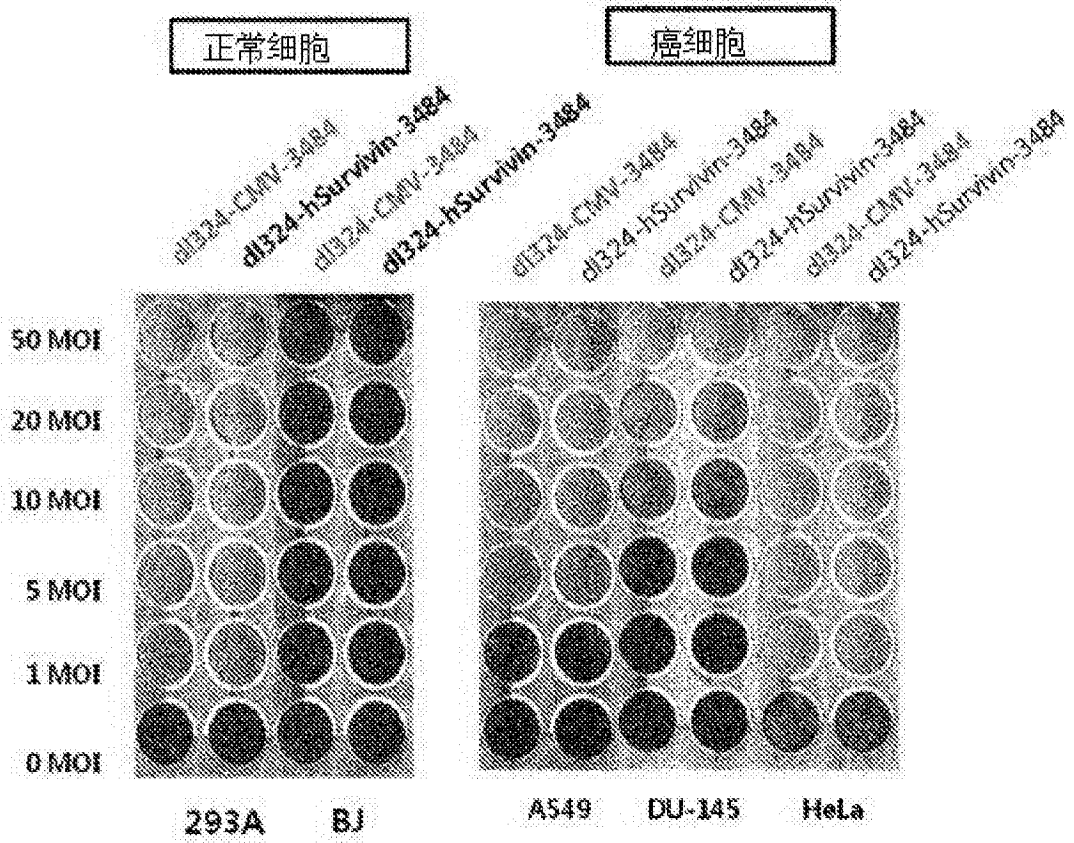 正常细胞
癌细胞
dl324-CMV-3484
dl324-hSurvivin-3484
dl324-CMV-3484
dl324-hSurvivin-3484
dl324-CMV-3484
dl324-hSurvivin-3484
dl324-CMV-3484
dl324-hSurvivin-3484
dl324-CMV-3484
dl324-hSurvivin-3484
50 MOI
20 MOI
10 MOI
5 MOI
1 MOI
0 MOI
293A
BJ
A549
DU-145
HeLa